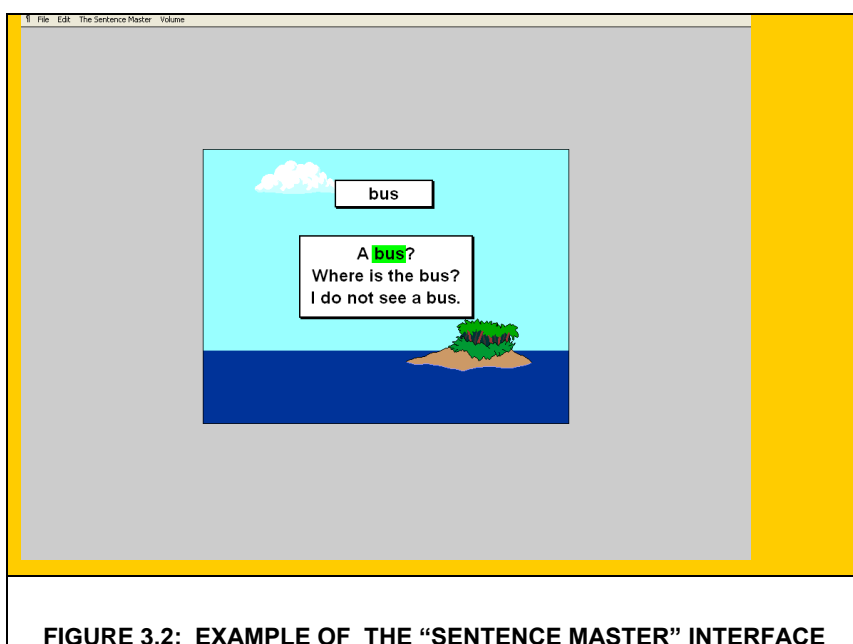 ¶ File Edit The Sentence Master Volume
bus
A bus?
Where is the bus?
I do not see a bus.
FIGURE 3.2: EXAMPLE OF THE “SENTENCE MASTER” INTERFACE